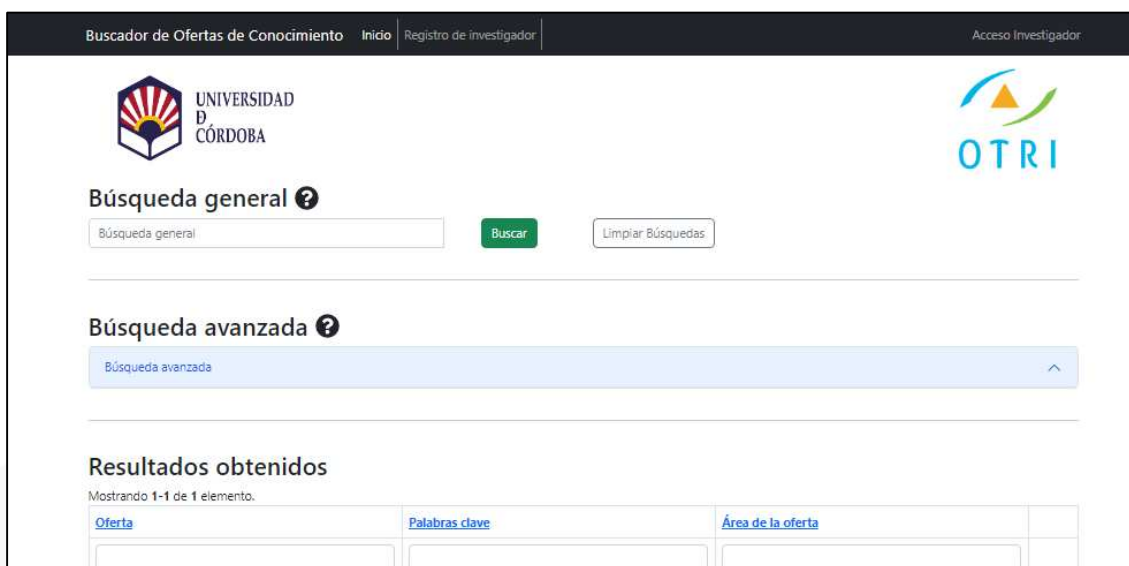 Buscador de Ofertas de Conocimiento Inicio Registro de investigador Acceso Investigador
UNIVERSIDAD
Đ
CÓRDOBA
OTRI
Búsqueda general
Búsqueda general Buscar Limpiar Búsquedas
Búsqueda avanzada
Búsqueda avanzada
Resultados obtenidos
Mostrando 1-1 de 1 elemento.
Oferta Palabras clave Área de la oferta